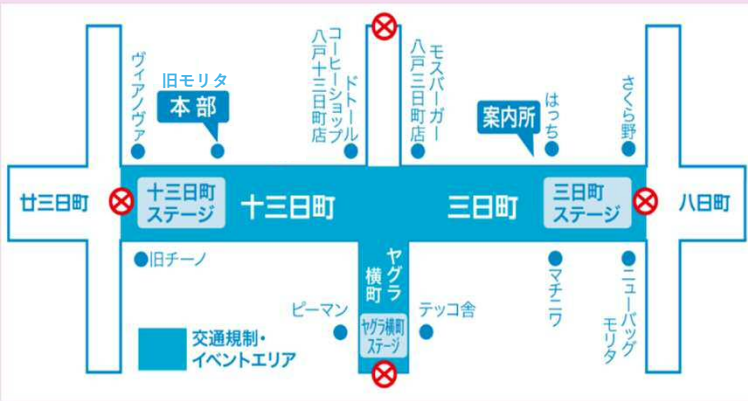 ヴィアノヴァ
旧モリタ
本部
ドトール
コーヒーショップ
八戸十三日町店
モスバーガー
八戸三日町店
案内所
はっち
さくら野
廿三日町
十三日町
ステージ
十三日町
三日町
三日町
ステージ
八日町
旧チーノ
ヤグラ
横町
ピーマン
ヤグラ横町
ステージ
テッコ舎
マチニワ
ニューバッグ
モリタ
交通規制・
イベントエリア